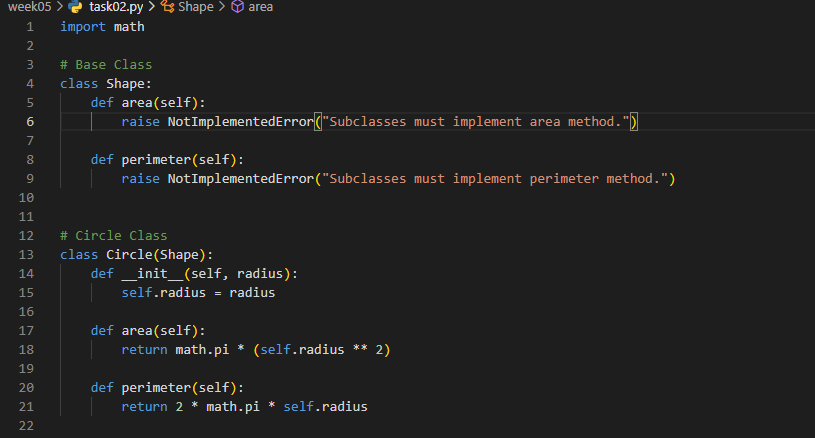 week05 > task02.py > Shape > area
1 import math
2
3 # Base Class
4 class Shape:
5     def area(self):
6         raise NotImplementedError("Subclasses must implement area method.")
7
8     def perimeter(self):
9         raise NotImplementedError("Subclasses must implement perimeter method.")
10
11
12 # Circle Class
13 class Circle(Shape):
14     def __init__(self, radius):
15         self.radius = radius
16
17     def area(self):
18         return math.pi * (self.radius ** 2)
19
20     def perimeter(self):
21         return 2 * math.pi * self.radius
22